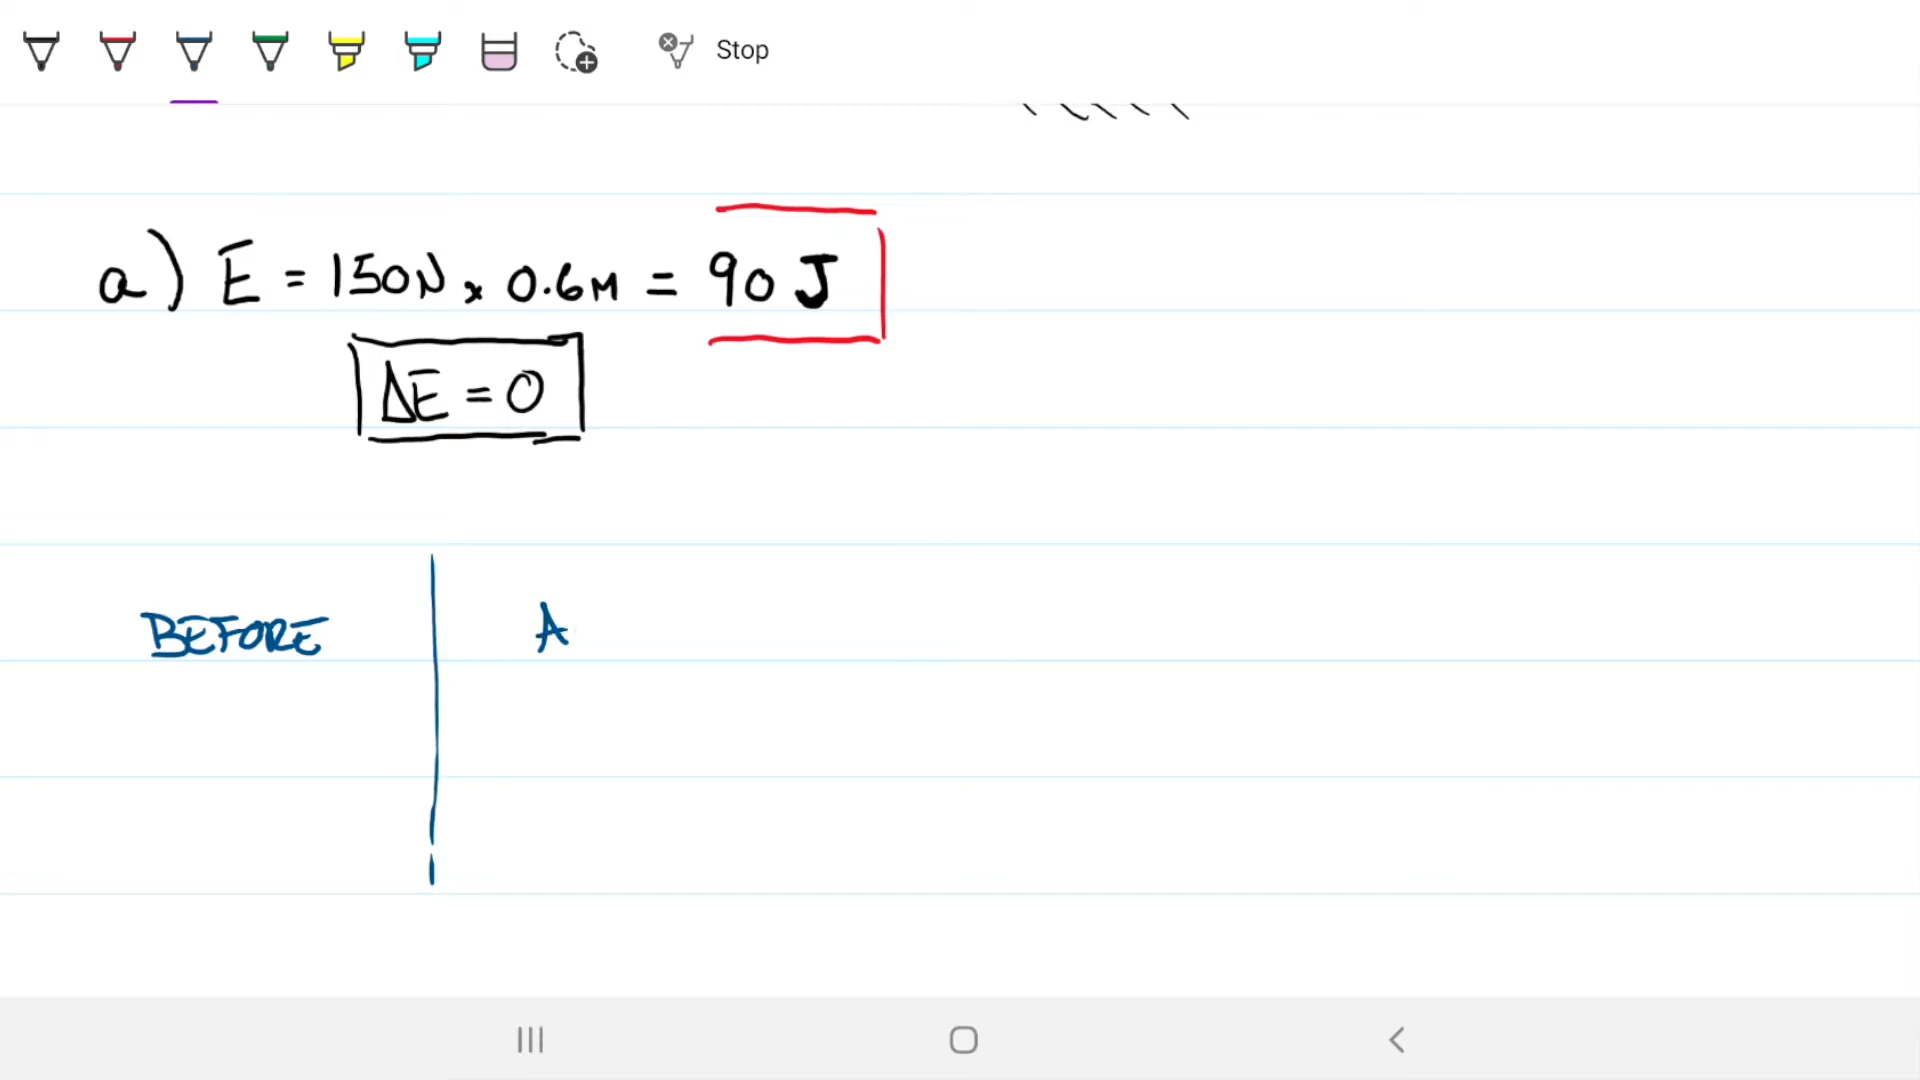 Stop
a) E = 150N x 0.6M = 90 J
ΔE = 0
BEFORE A